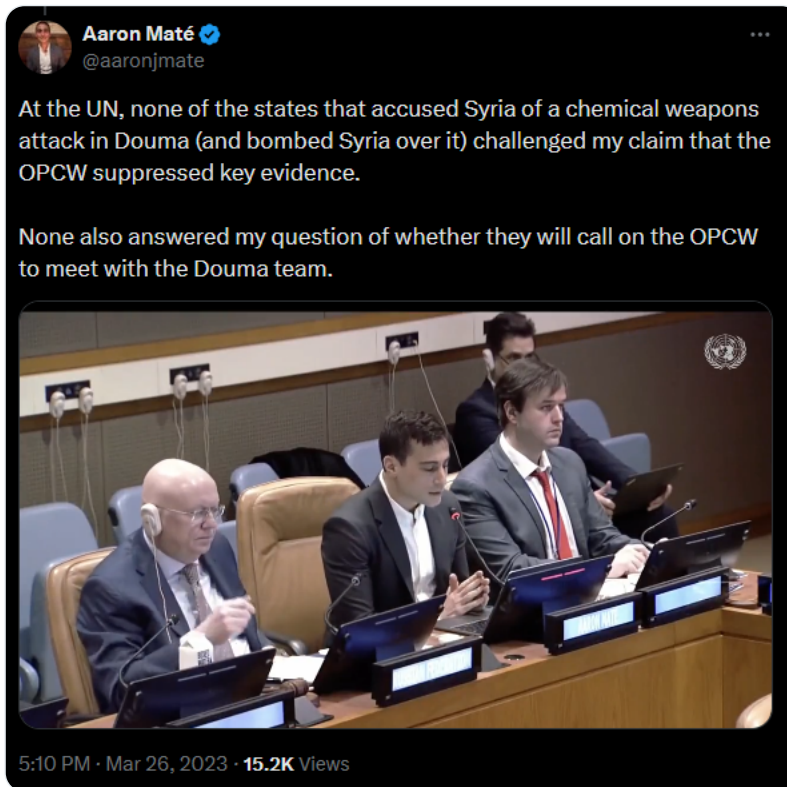 Aaron Maté
@aaronjmate
At the UN, none of the states that accused Syria of a chemical weapons
attack in Douma (and bombed Syria over it) challenged my claim that the
OPCW suppressed key evidence.
None also answered my question of whether they will call on the OPCW
to meet with the Douma team.
AARON MATE
5:10 PM · Mar 26, 2023 · 15.2K Views